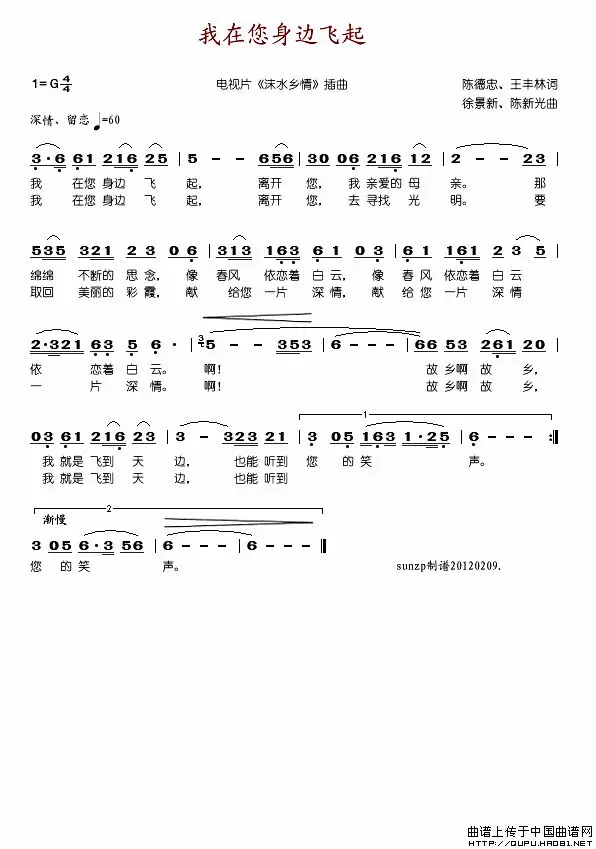 我在您身边飞起
1=G 4/4
电视片《沫水乡情》插曲
陈德忠、王丰林词
徐景新、陈新光曲
深情、留恋 ♩=60
3·6 61 216 25 | 5 - - 656 | 30 06 216 12 | 2 - - 23 |
我 在您 身边 飞 起, 离开 您, 我 亲爱的 母 亲。 那
我 在您 身边 飞 起, 离开 您, 去 寻找 光 明。 要
535 321 2 3 0 6 | 313 163 6 1 0 3 | 6 1 161 2 3 5 |
绵绵 不断的 思 念, 像 春风 依恋着 白 云, 像 春 风 依恋着 白 云
取回 美丽的 彩 霞, 献 给您 一片 深 情, 献 给 您 一片 深 情
2·321 63 5 6 · | 3 5 - - 353 | 6 - - - | 66 53 261 20 |
依 恋着 白 云。 啊! 故 乡啊 故 乡,
一 片 深 情。 啊! 故 乡啊 故 乡,
03 61 216 23 | 3 - 323 21 | 3 05 163 1·25 | 6 - - - :||
1
我 就是 飞到 天 边, 也能 听到 您 的 笑 声。
我 就是 飞到 天 边, 也能 听到
2
渐慢
3 05 6·3 56 | 6 - - - | 6 - - - ||
您 的 笑 声。
sunzp制谱20120209.
曲谱上传于中国曲谱网
HTTP://QUPU.HAO81.NET